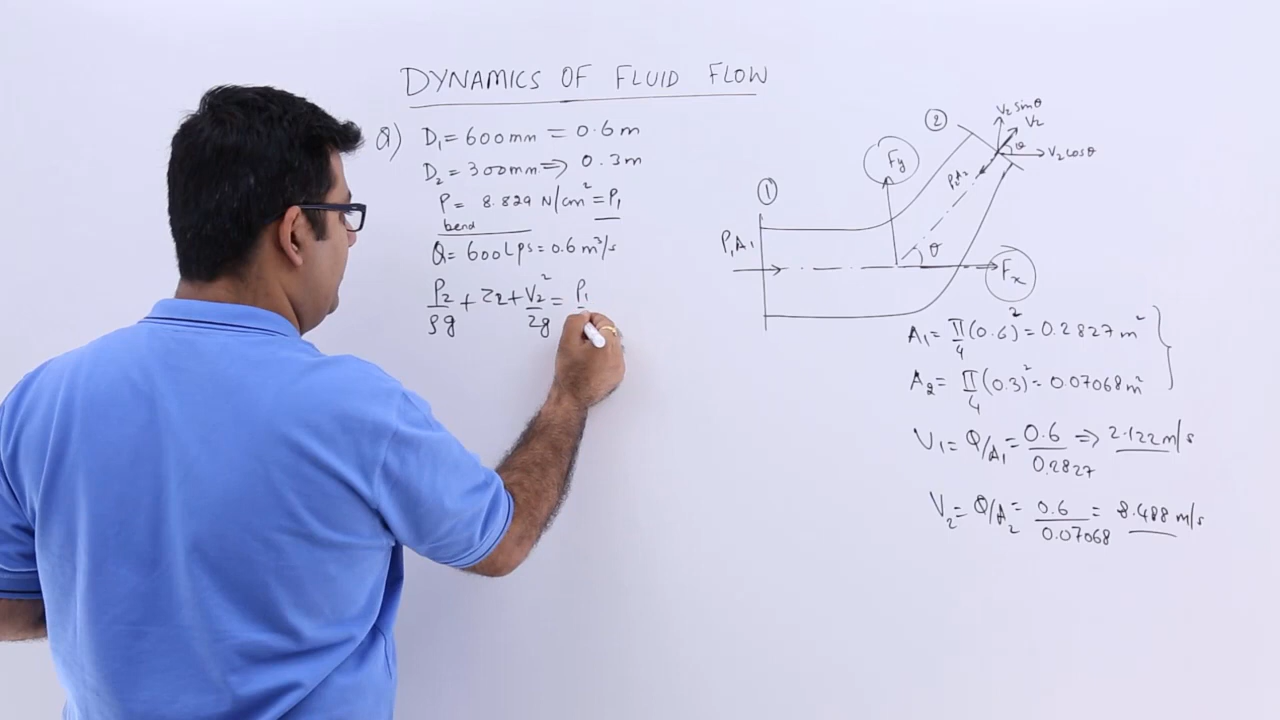 DYNAMICS OF FLUID FLOW
Q) D₁ = 600mm = 0.6m
D₂ = 300mm ⇒ 0.3m
P = 8.829 N/cm² = P₁
bend
Q = 600 Lps = 0.6 m³/s
P₂/ρg + Z₂ + V₂²/2g = P₁
①
P₁A₁
②
Fy
Fx
θ
P₂A₂
V₂ sinθ
V₂
θ
V₂ cosθ
A₁ = π/4 (0.6)² = 0.2827 m²
A₂ = π/4 (0.3)² = 0.07068 m²
V₁ = Q/A₁ = 0.6/0.2827 ⇒ 2.122 m/s
V₂ = Q/A₂ = 0.6/0.07068 = 8.488 m/s